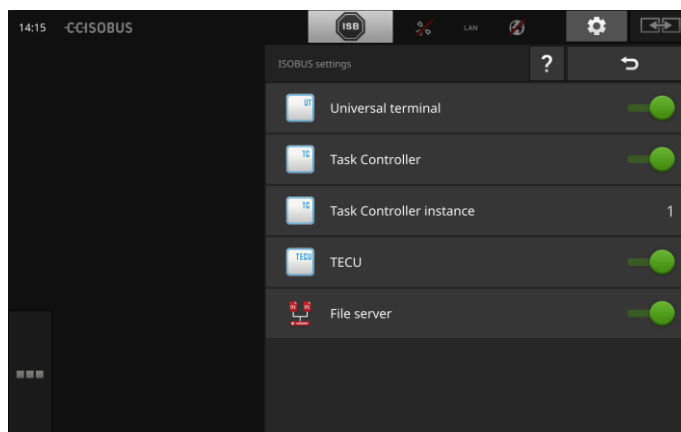 14:15 CCISOBUS ISB LAN
ISOBUS settings ?
UT Universal terminal
TC Task Controller
TC Task Controller instance 1
TECU TECU
File server